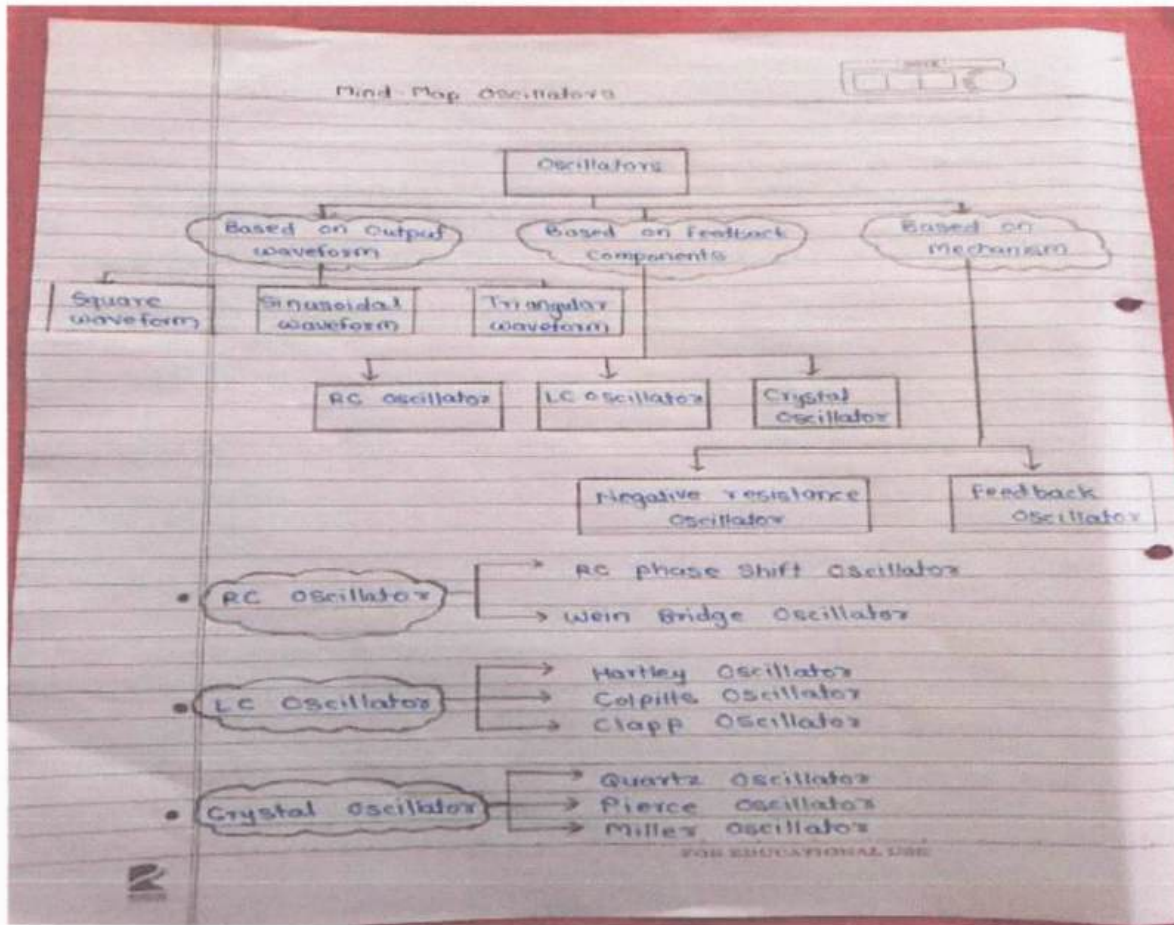 Mind Map Oscillators
Oscillators
Based on Output
waveform
Based on Feedback
Components
Based on
Mechanism
Square
waveform
Sinusoidal
waveform
Triangular
waveform
RC Oscillator
LC Oscillator
Crystal
Oscillator
Negative resistance
Oscillator
Feedback
Oscillator
RC Oscillator
RC Phase Shift Oscillator
Wein Bridge Oscillator
LC Oscillator
Hartley Oscillator
Colpills Oscillator
Clapp Oscillator
Crystal Oscillator
Quartz Oscillator
Pierce Oscillator
Miller Oscillator
FOR EDUCATIONAL USE